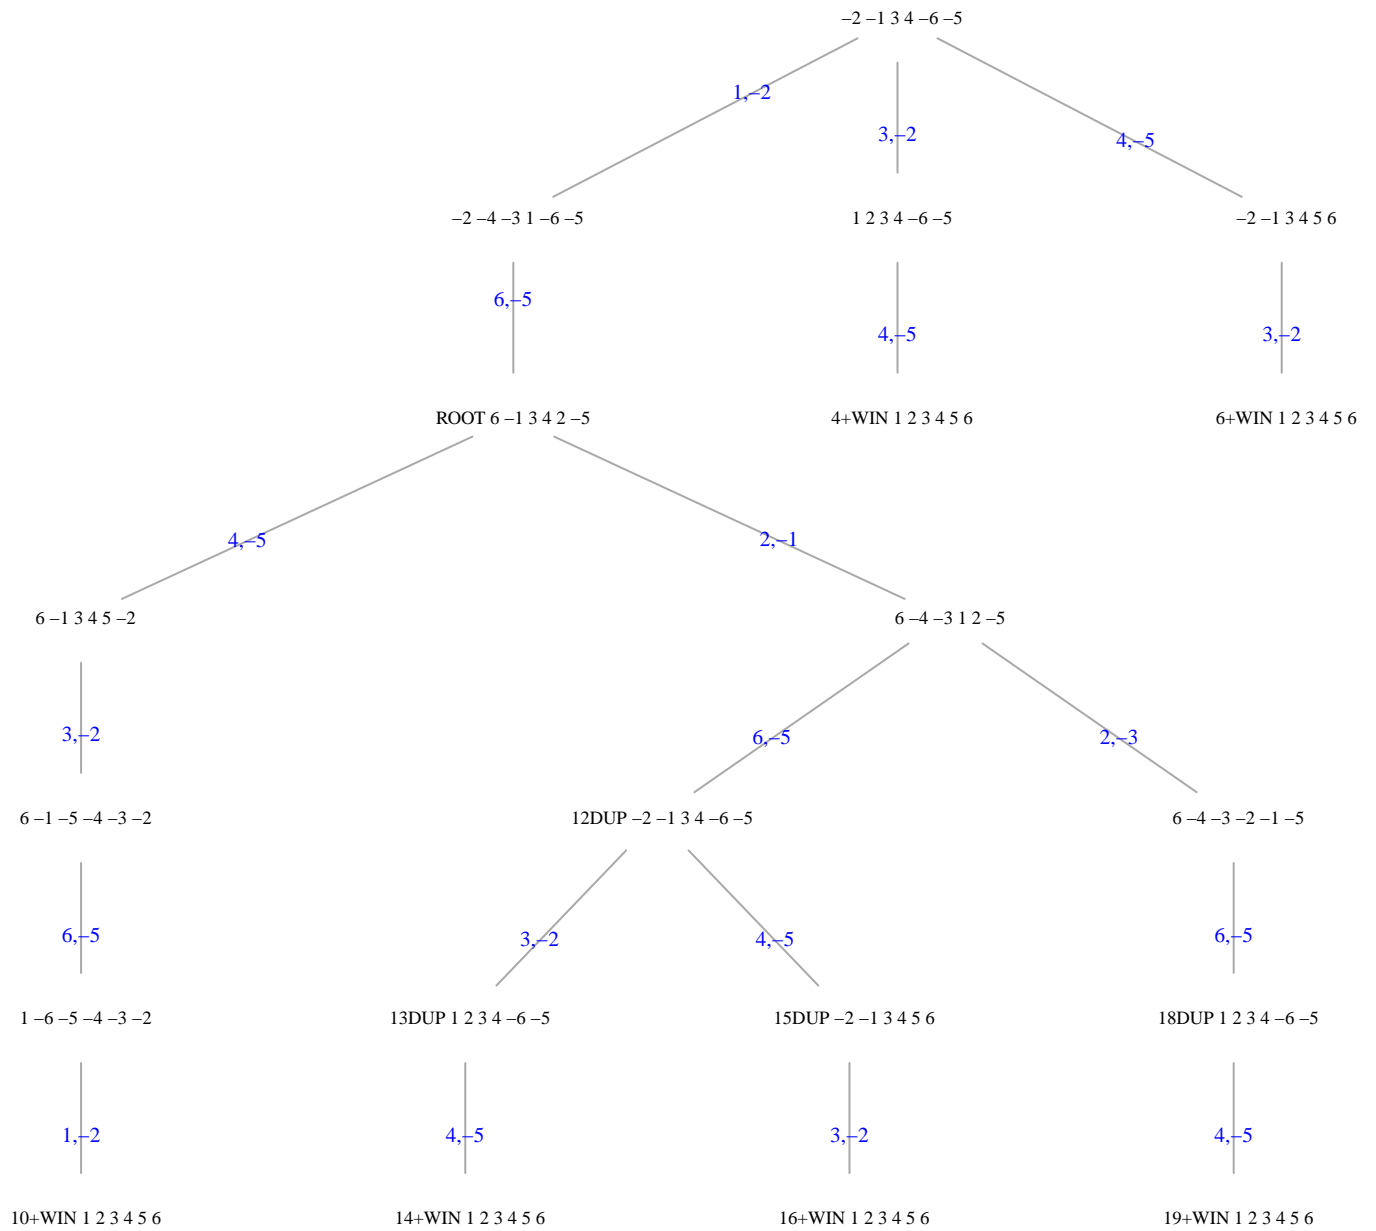 –2 –1 3 4 –6 –5
1,–2
3,–2
4,–5
–2 –4 –3 1 –6 –5
1 2 3 4 –6 –5
–2 –1 3 4 5 6
6,–5
4,–5
3,–2
ROOT 6 –1 3 4 2 –5
4+WIN 1 2 3 4 5 6
6+WIN 1 2 3 4 5 6
4,–5
2,–1
6 –1 3 4 5 –2
6 –4 –3 1 2 –5
3,–2
6,–5
2,–3
6 –1 –5 –4 –3 –2
12DUP –2 –1 3 4 –6 –5
6 –4 –3 –2 –1 –5
6,–5
3,–2
4,–5
6,–5
1 –6 –5 –4 –3 –2
13DUP 1 2 3 4 –6 –5
15DUP –2 –1 3 4 5 6
18DUP 1 2 3 4 –6 –5
1,–2
4,–5
3,–2
4,–5
10+WIN 1 2 3 4 5 6
14+WIN 1 2 3 4 5 6
16+WIN 1 2 3 4 5 6
19+WIN 1 2 3 4 5 6